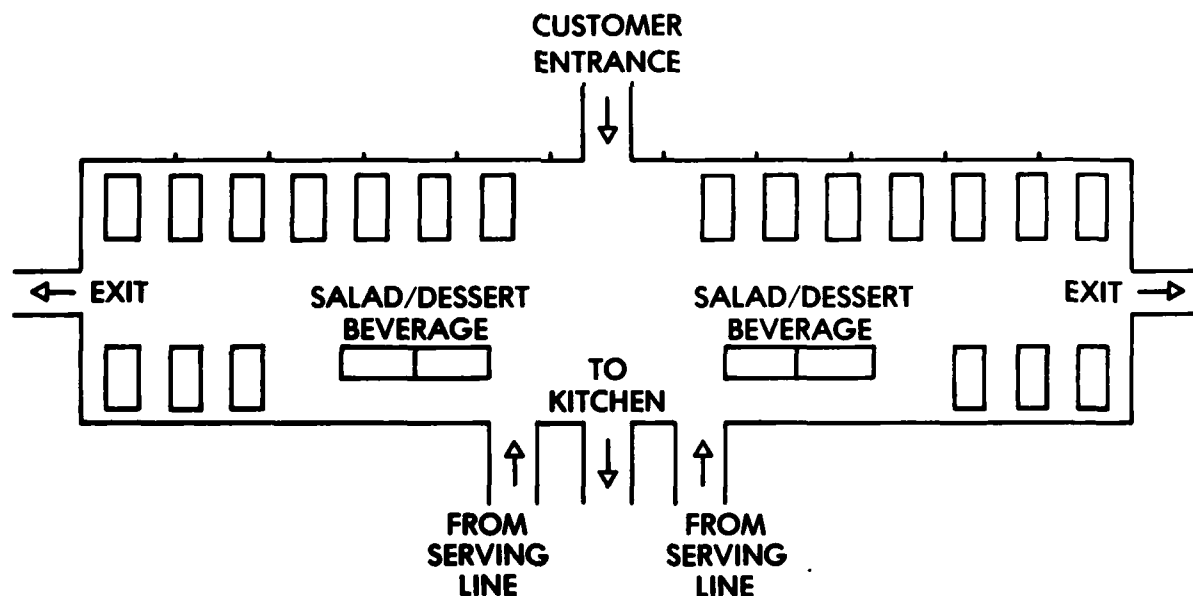 CUSTOMER
ENTRANCE
EXIT
SALAD/DESSERT
BEVERAGE
SALAD/DESSERT
BEVERAGE
EXIT
TO
KITCHEN
FROM
SERVING
LINE
FROM
SERVING
LINE